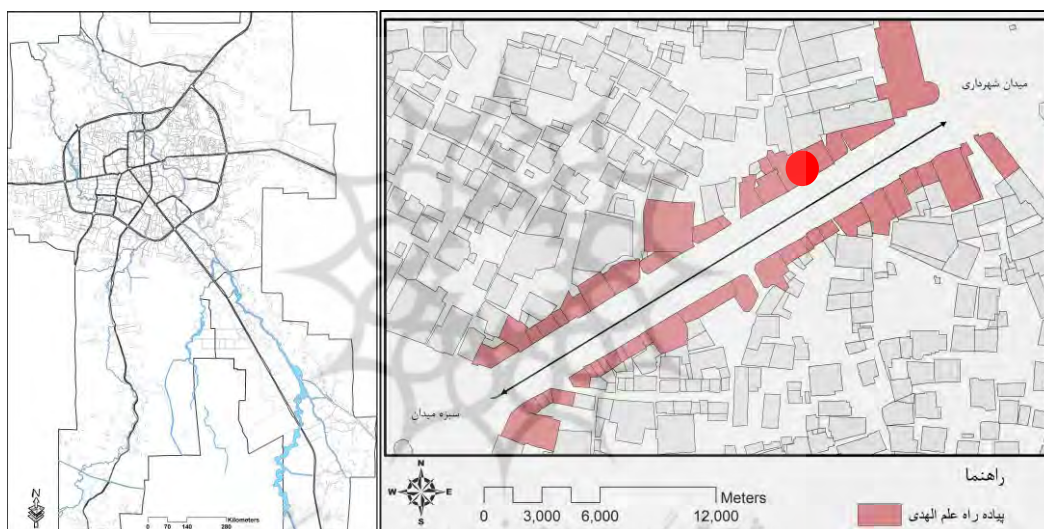 N
0 70 140 280
Kilometers
میدان شهرداری
سبزه میدان
N
W E
S
0 3,000 6,000 12,000
Meters
راهنما
پیاده راه علم الهدی